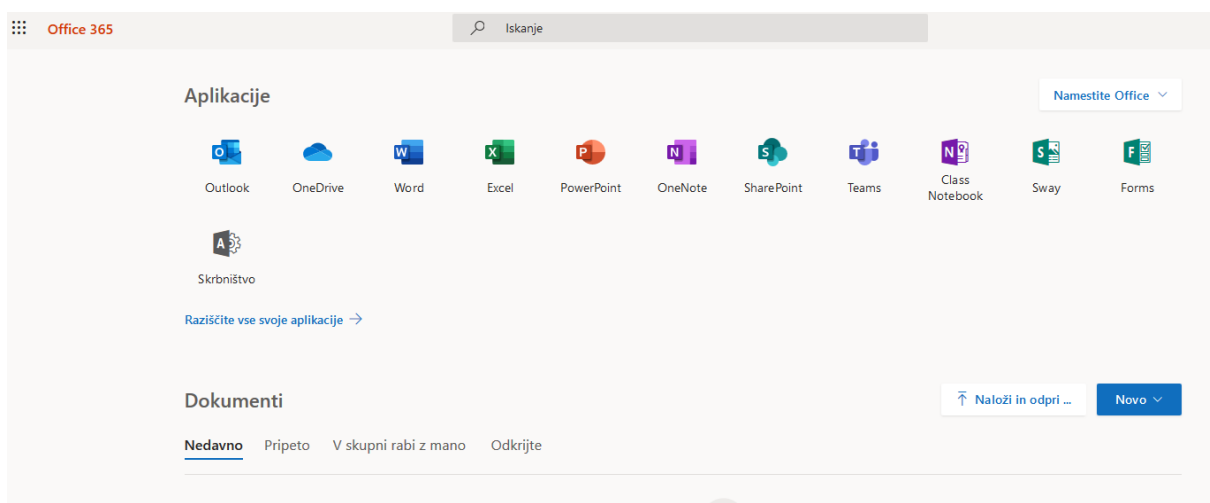 Office 365
Iskanje
Aplikacije
Namestite Office
Outlook
OneDrive
Word
Excel
PowerPoint
OneNote
SharePoint
Teams
Class
Notebook
Sway
Forms
Skrbništvo
Raziščite vse svoje aplikacije
Dokumenti
Naloži in odpri ...
Novo
Nedavno
Pripeto
V skupni rabi z mano
Odkrijte